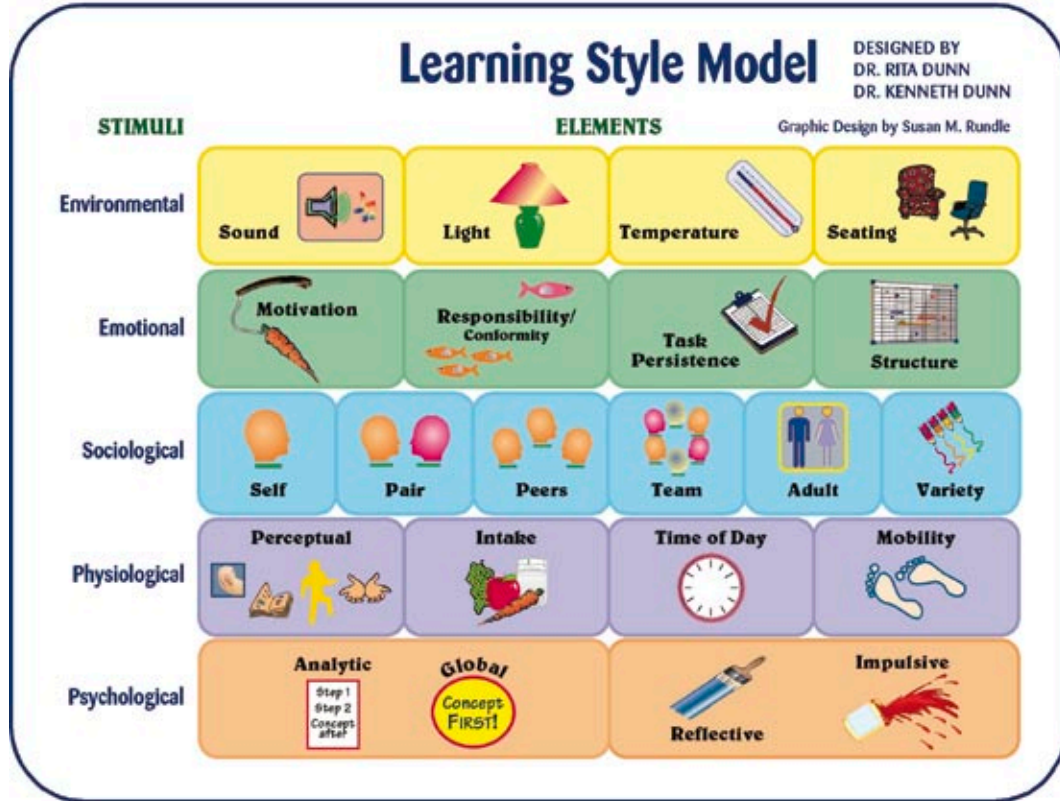 Learning Style Model
DESIGNED BY
DR. RITA DUNN
DR. KENNETH DUNN
STIMULI
ELEMENTS
Graphic Design by Susan M. Rundle
Environmental
Sound
Light
Temperature
Seating
Emotional
Motivation
Responsibility/
Conformity
Task
Persistence
Structure
Sociological
Self
Pair
Peers
Team
Adult
Variety
Physiological
Perceptual
Intake
Time of Day
Mobility
Psychological
Analytic
Step 1
Step 2
Concept
after
Global
Concept
FIRST!
Reflective
Impulsive